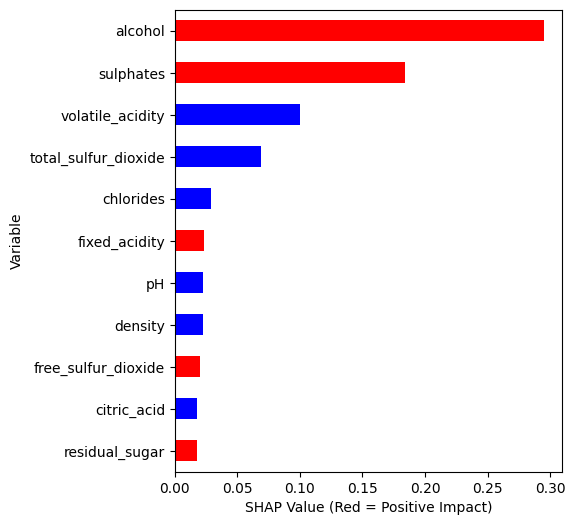 alcohol
sulphates
volatile_acidity
total_sulfur_dioxide
chlorides
fixed_acidity
pH
density
free_sulfur_dioxide
citric_acid
residual_sugar
Variable
0.00 0.05 0.10 0.15 0.20 0.25 0.30
SHAP Value (Red = Positive Impact)